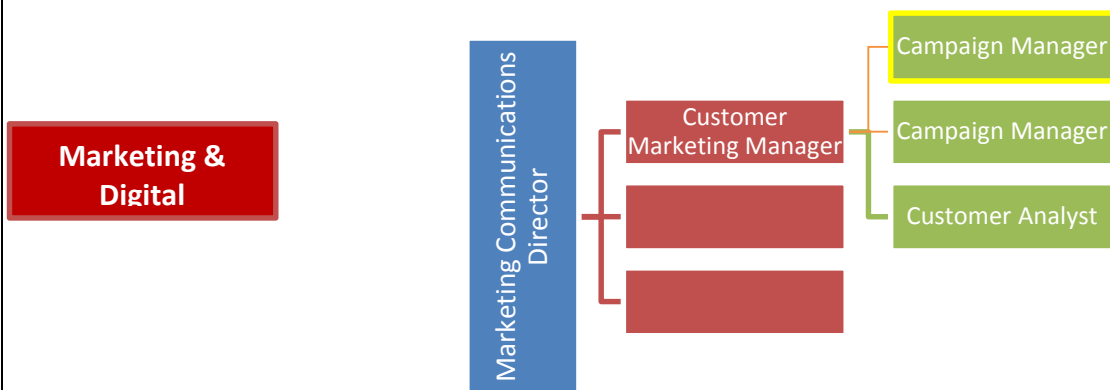 Marketing &
Digital
Marketing Communications
Director
Customer
Marketing Manager
Campaign Manager
Campaign Manager
Customer Analyst